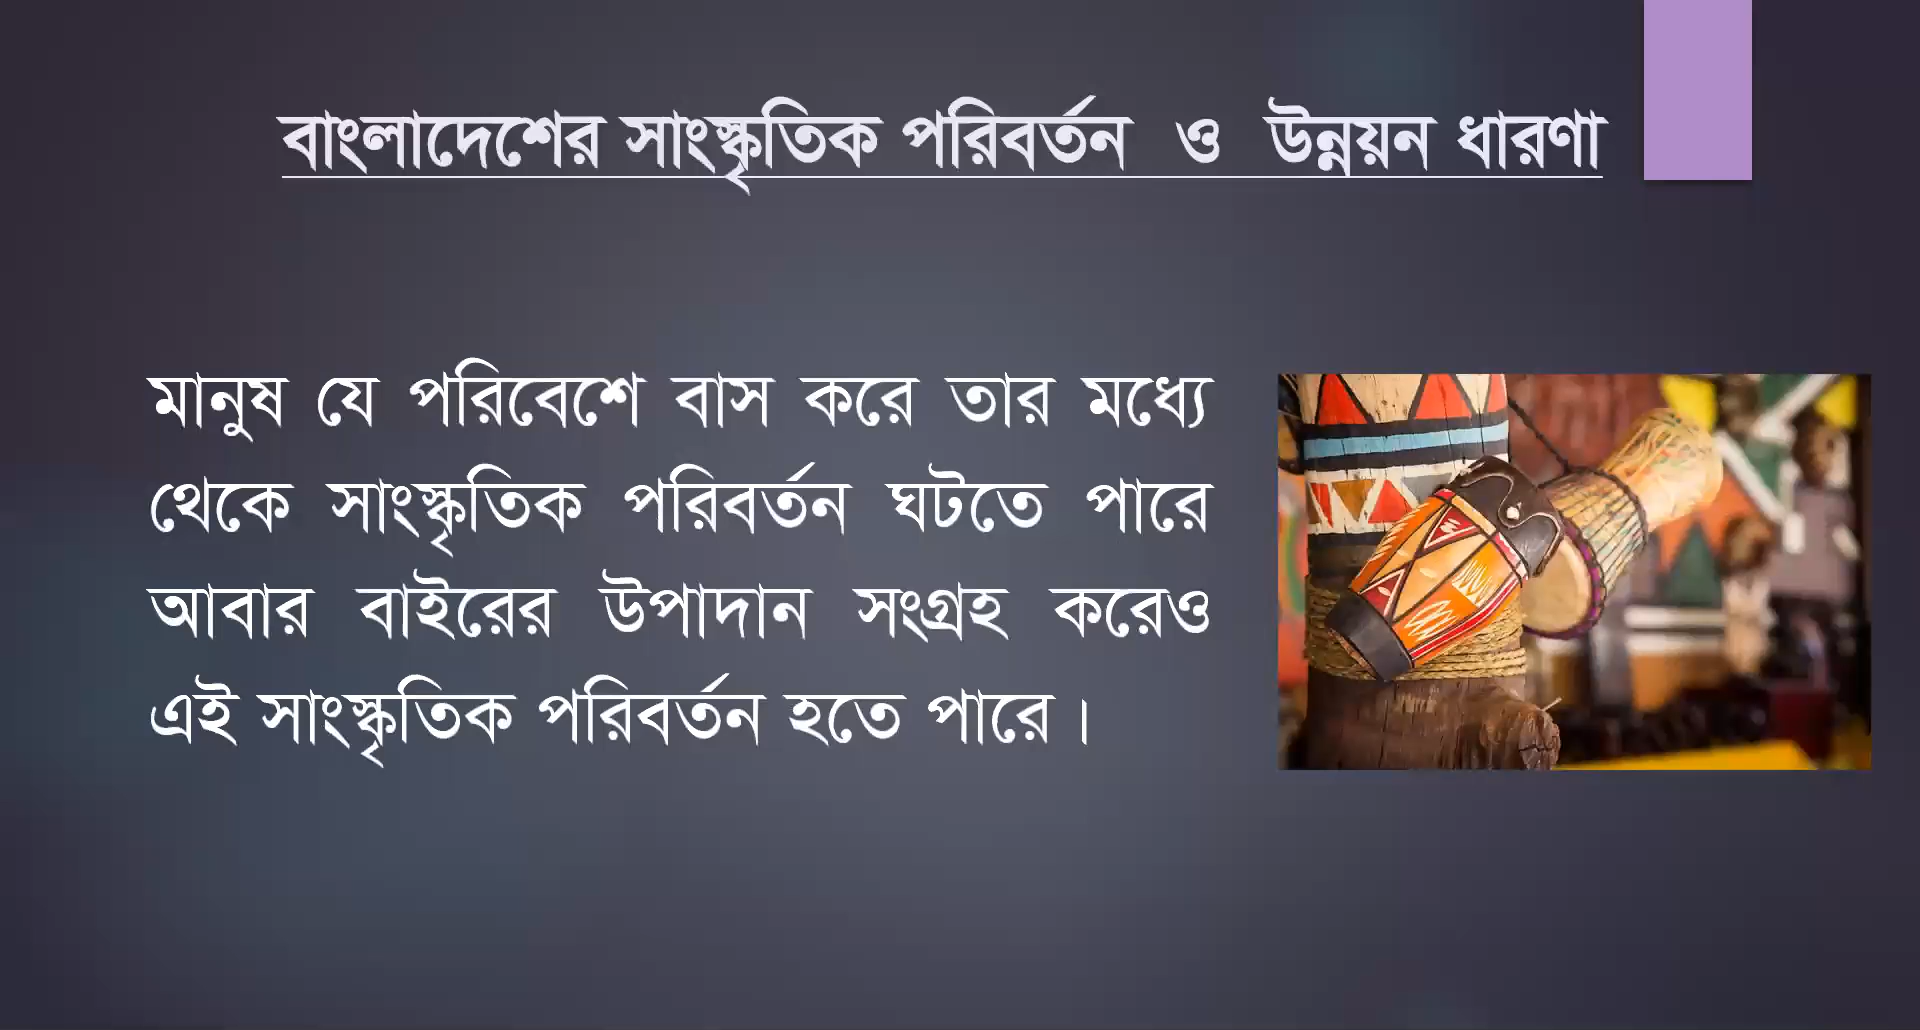 বাংলাদেশের সাংস্কৃতিক পরিবর্তন ও উন্নয়ন ধারণা
মানুষ যে পরিবেশে বাস করে তার মধ্যে
থেকে সাংস্কৃতিক পরিবর্তন ঘটতে পারে
আবার বাইরের উপাদান সংগ্রহ করেও
এই সাংস্কৃতিক পরিবর্তন হতে পারে।